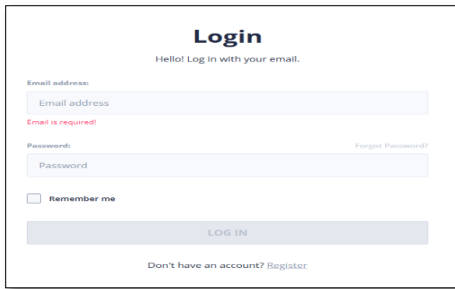 Login
Hello! Log in with your email.
Email address:
Email address
Email is required!
Password: Forgot Password?
Password
Remember me
LOG IN
Don't have an account? Register